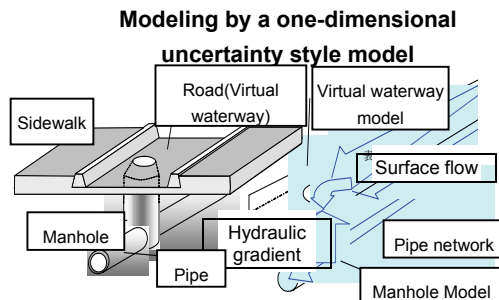 Modeling by a one-dimensional
uncertainty style model
Road(Virtual
waterway)
Virtual waterway
model
Sidewalk
Surface flow
Manhole
Hydraulic
gradient
Pipe network
Pipe
Manhole Model